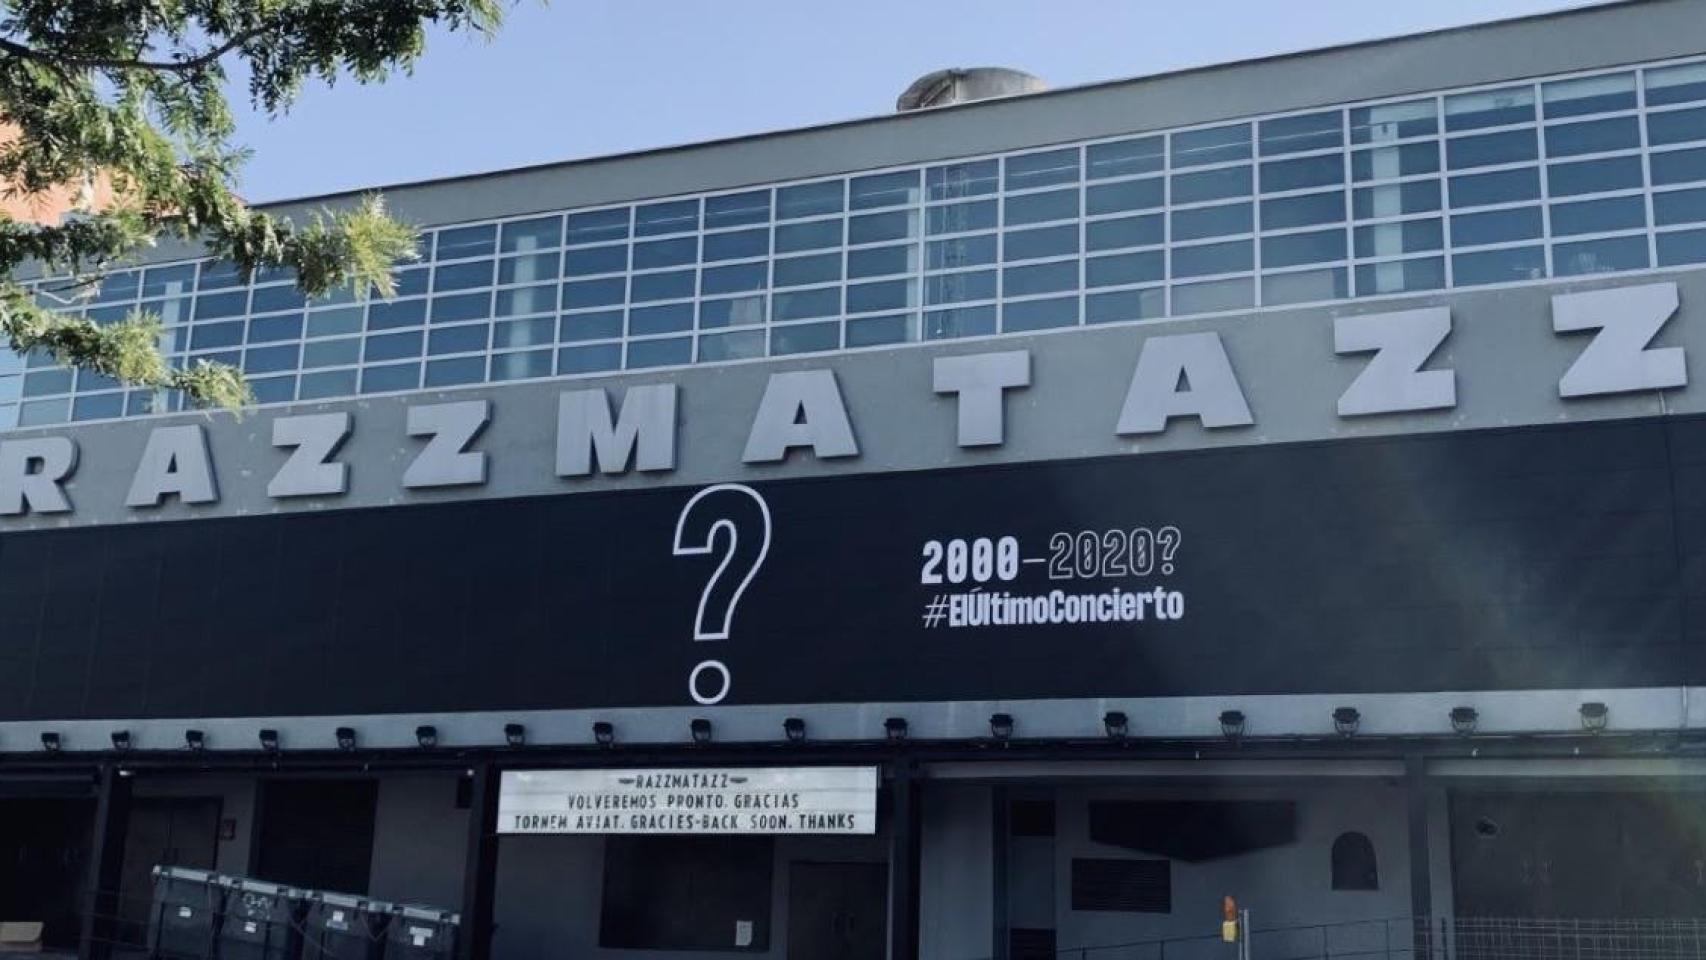 RAZZMATAZZ
?
2000-2020?
#ElÚltimoConcierto
RAZZMATAZZ
VOLVEREMOS PRONTO. GRACIAS
TORNEM AVIAT. GRACIES-BACK SOON. THANKS